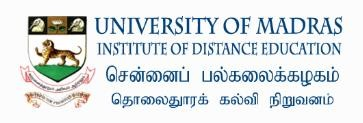 UNIVERSITY OF MADRAS
INSTITUTE OF DISTANCE EDUCATION
சென்னைப் பல்கலைக்கழகம்
தொலைதூரக் கல்வி நிறுவனம்